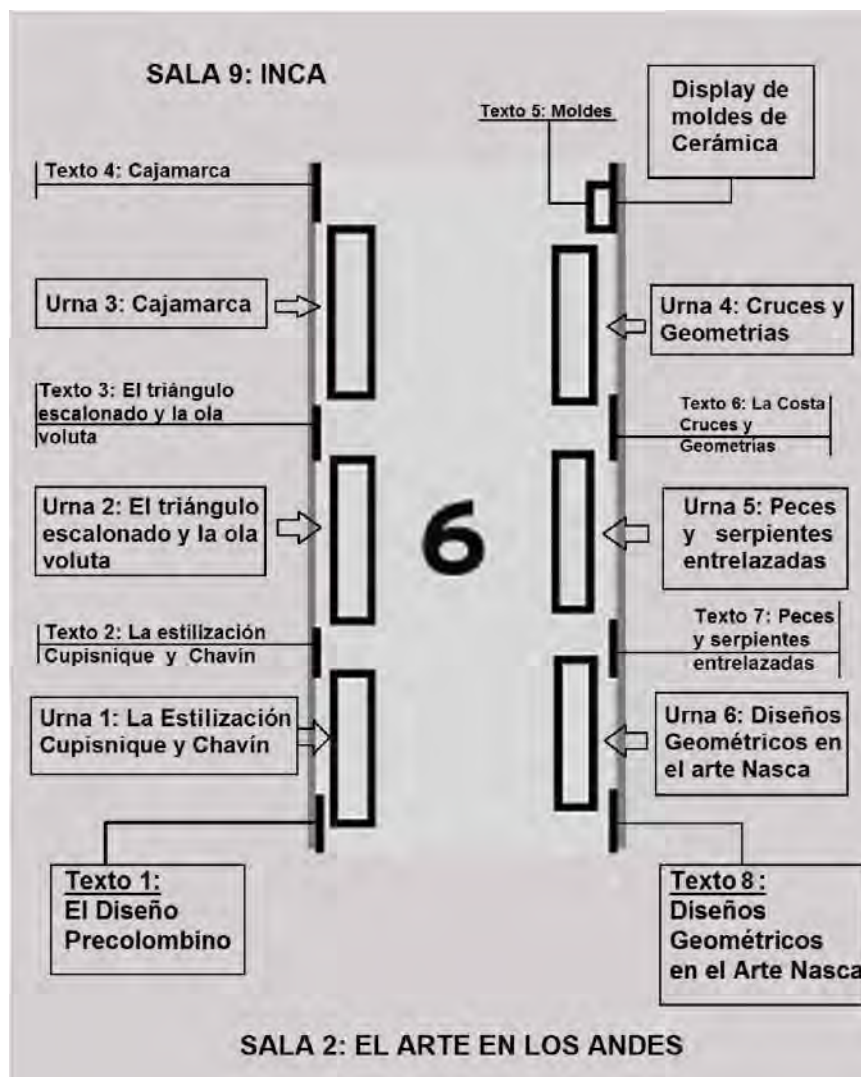 SALA 9: INCA
Display de
moldes de
Cerámica
Texto 5: Moldes
Texto 4: Cajamarca
Urna 3: Cajamarca
Urna 4: Cruces y
Geometrias
Texto 3: El triángulo
escalonado y la ola
voluta
Texto 6: La Costa
Cruces y
Geometrías
Urna 2: El triángulo
escalonado y la ola
voluta
6
Urna 5: Peces
y serpientes
entrelazadas
Texto 2: La estilización
Cupisnique y Chavín
Texto 7: Peces
y serpientes
entrelazadas
Urna 1: La Estilización
Cupisnique y Chavín
Urna 6: Diseños
Geométricos en
el arte Nasca
Texto 1:
El Diseño
Precolombino
Texto 8 :
Diseños
Geométricos
en el Arte Nasca
SALA 2: EL ARTE EN LOS ANDES